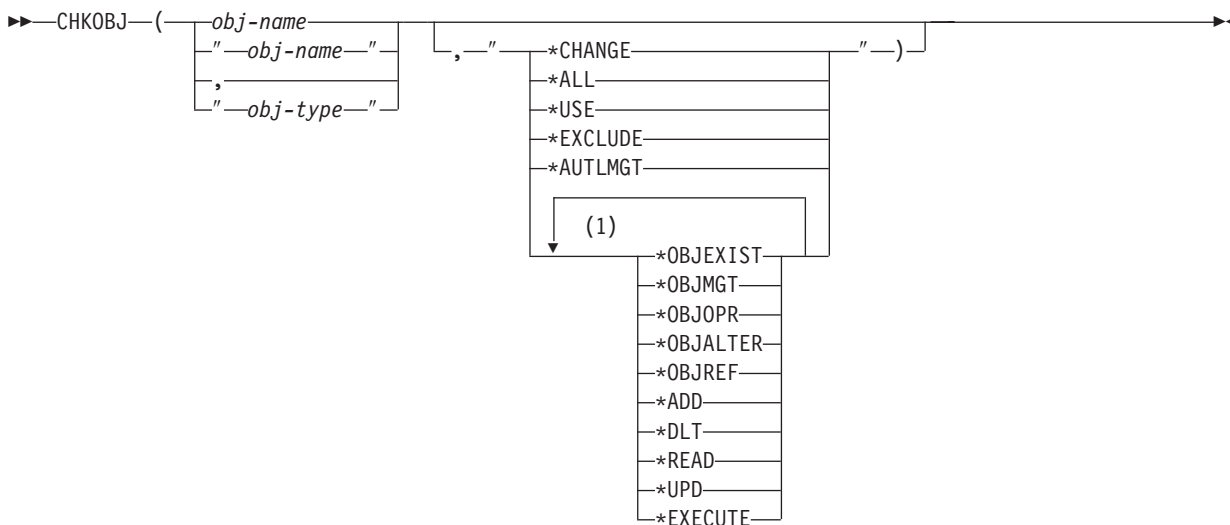 CHKOBJ ( obj-name , " *CHANGE " )
" obj-name " *ALL
, *USE
" obj-type " *EXCLUDE
*AUTLMGT
(1)
*OBJEXIST
*OBJMGT
*OBJOPR
*OBJALTER
*OBJREF
*ADD
*DLT
*READ
*UPD
*EXECUTE